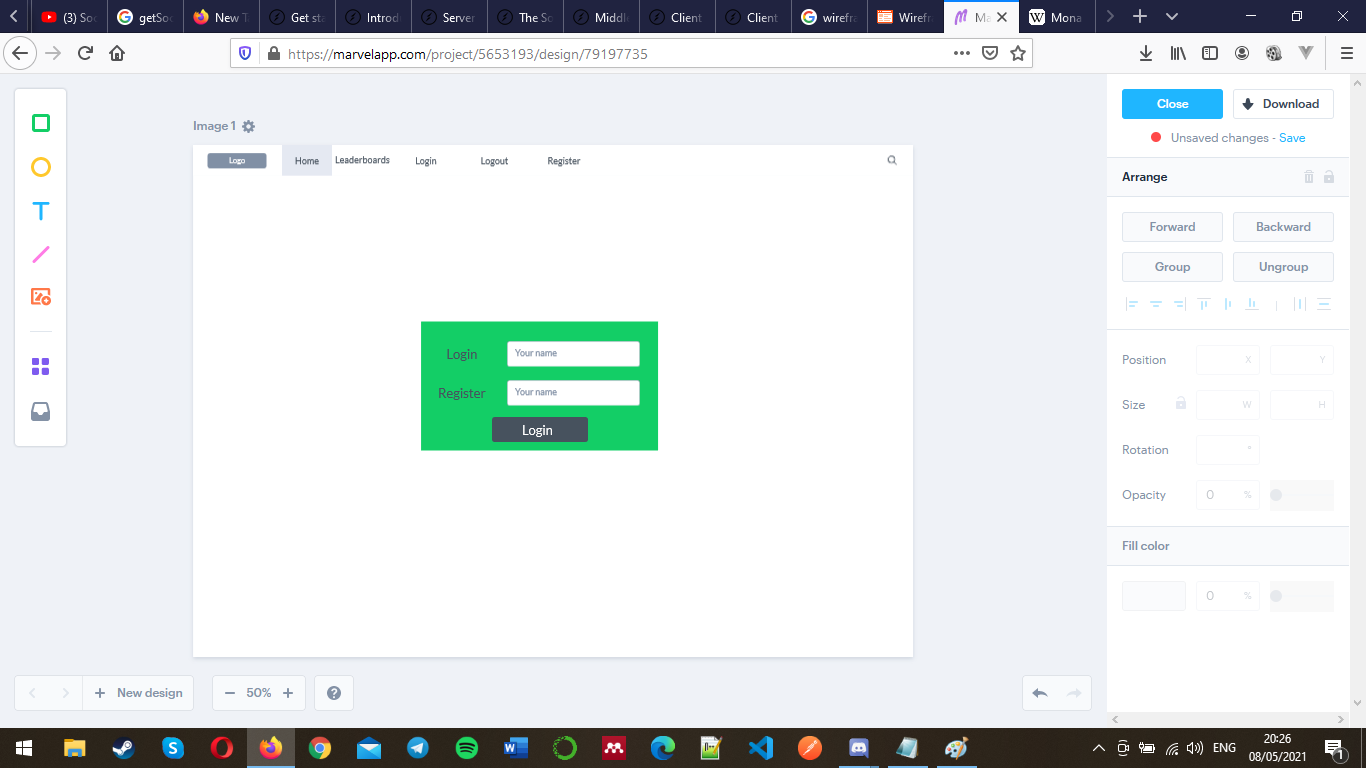 (3) Soc
getSoc
New T
Get sta
Introd
Server
The So
Middle
Client
Client
wirefra
Wirefr
Ma
Mona
https://marvelapp.com/project/5653193/design/79197735
Close
Download
Unsaved changes - Save
Image 1
Logo
Home
Leaderboards
Login
Logout
Register
Arrange
Forward
Backward
Group
Ungroup
Login
Your name
Register
Your name
Login
Position
X
Y
Size
W
H
Rotation
°
Opacity
0
%
Fill color
0
%
New design
50%
ENG
20:26
08/05/2021
1